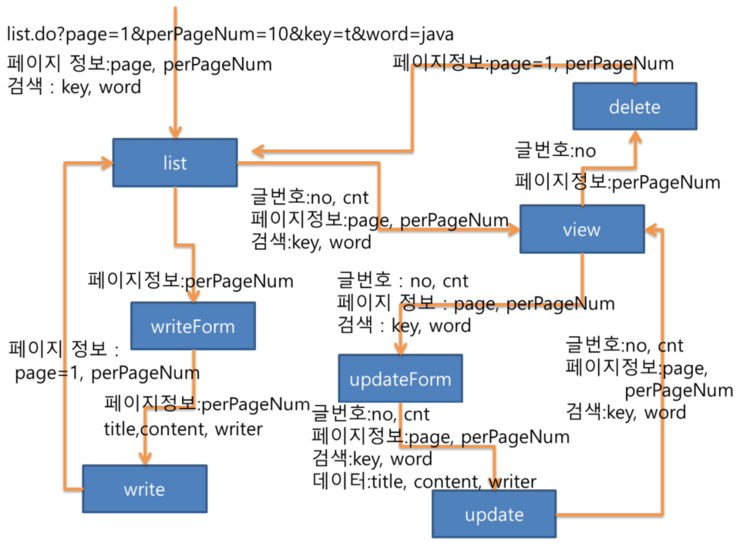 list.do?page=1&perPageNum=10&key=t&word=java
페이지 정보:page, perPageNum
검색 : key, word
페이지정보:page=1, perPageNum
delete
글번호:no
페이지정보:perPageNum
list
글번호:no, cnt
페이지정보:page, perPageNum
검색:key, word
view
페이지정보:perPageNum
writeForm
글번호 : no, cnt
페이지 정보 : page, perPageNum
검색 : key, word
페이지 정보 :
page=1, perPageNum
updateForm
글번호:no, cnt
페이지정보:page,
perPageNum
검색:key, word
페이지정보:perPageNum
title,content, writer
글번호:no, cnt
페이지정보:page, perPageNum
검색:key, word
데이터:title, content, writer
write
update